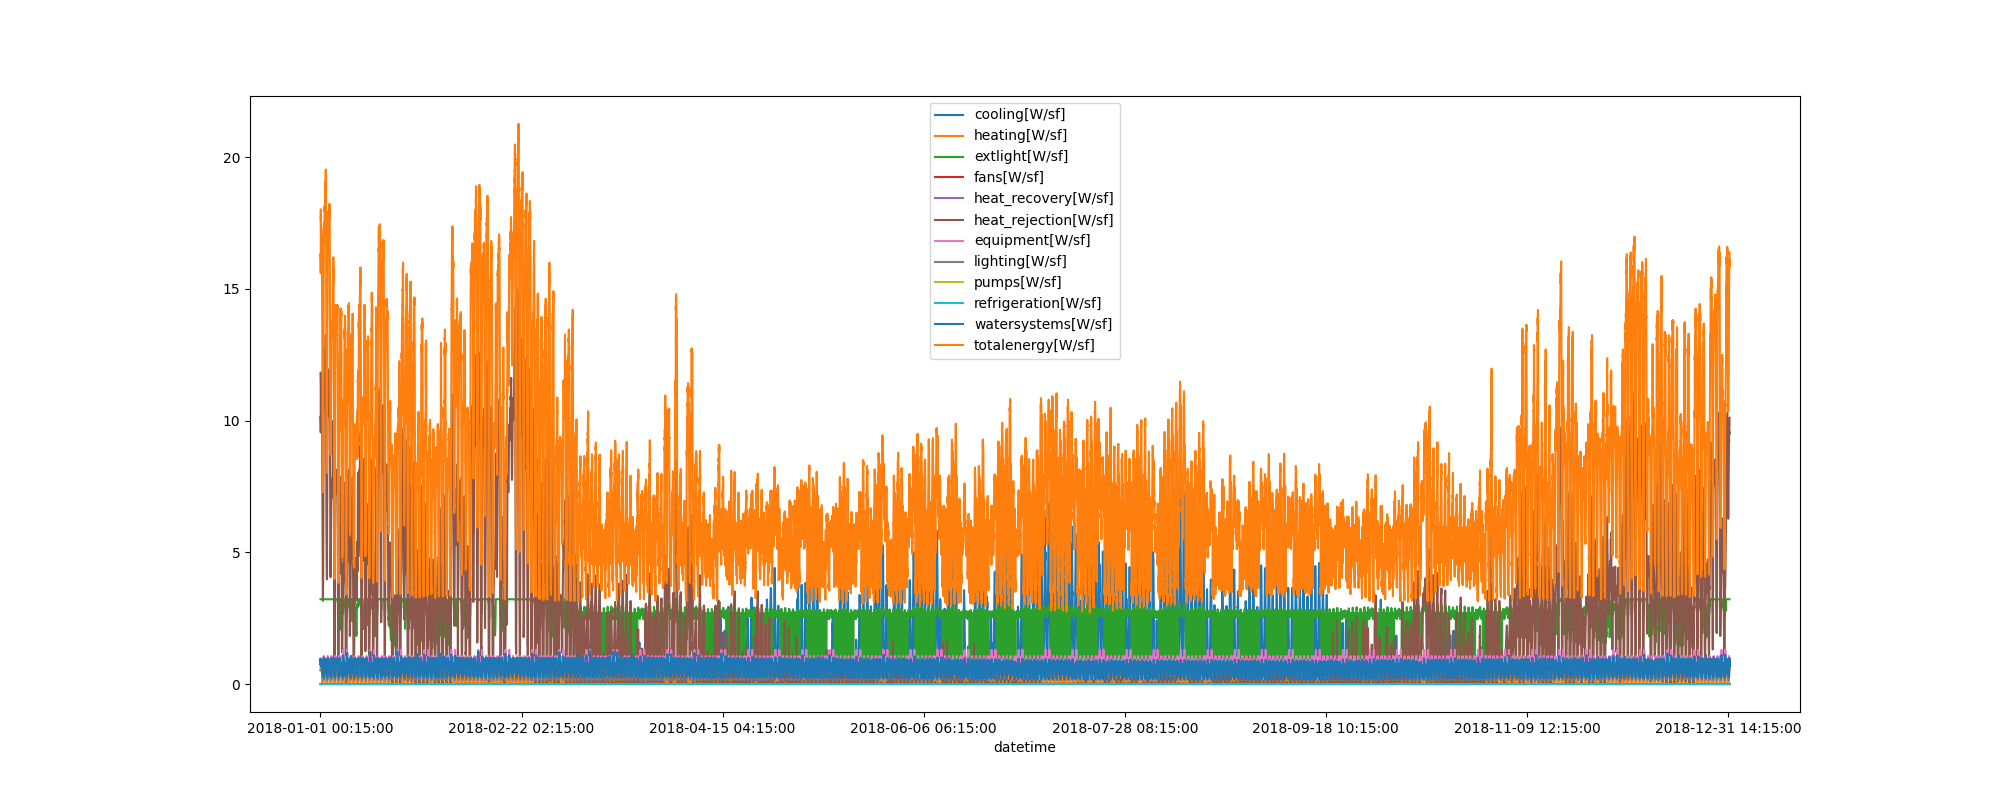 cooling[W/sf]
heating[W/sf]
extlight[W/sf]
fans[W/sf]
heat_recovery[W/sf]
heat_rejection[W/sf]
equipment[W/sf]
lighting[W/sf]
pumps[W/sf]
refrigeration[W/sf]
watersystems[W/sf]
totalenergy[W/sf]
20
15
10
5
0
2018-01-01 00:15:00 2018-02-22 02:15:00 2018-04-15 04:15:00 2018-06-06 06:15:00 2018-07-28 08:15:00 2018-09-18 10:15:00 2018-11-09 12:15:00 2018-12-31 14:15:00
datetime